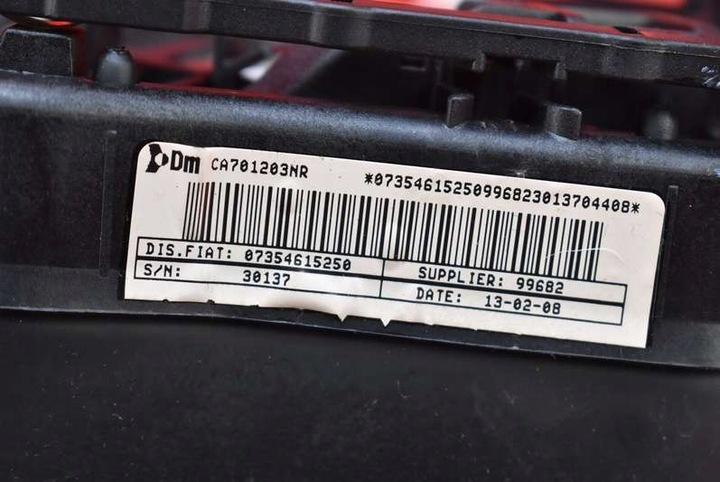 Dm CA701203NR *07354615250996823013704408*
DIS.FIAT: 07354615250 SUPPLIER: 99682
S/N: 30137 DATE: 13-02-08